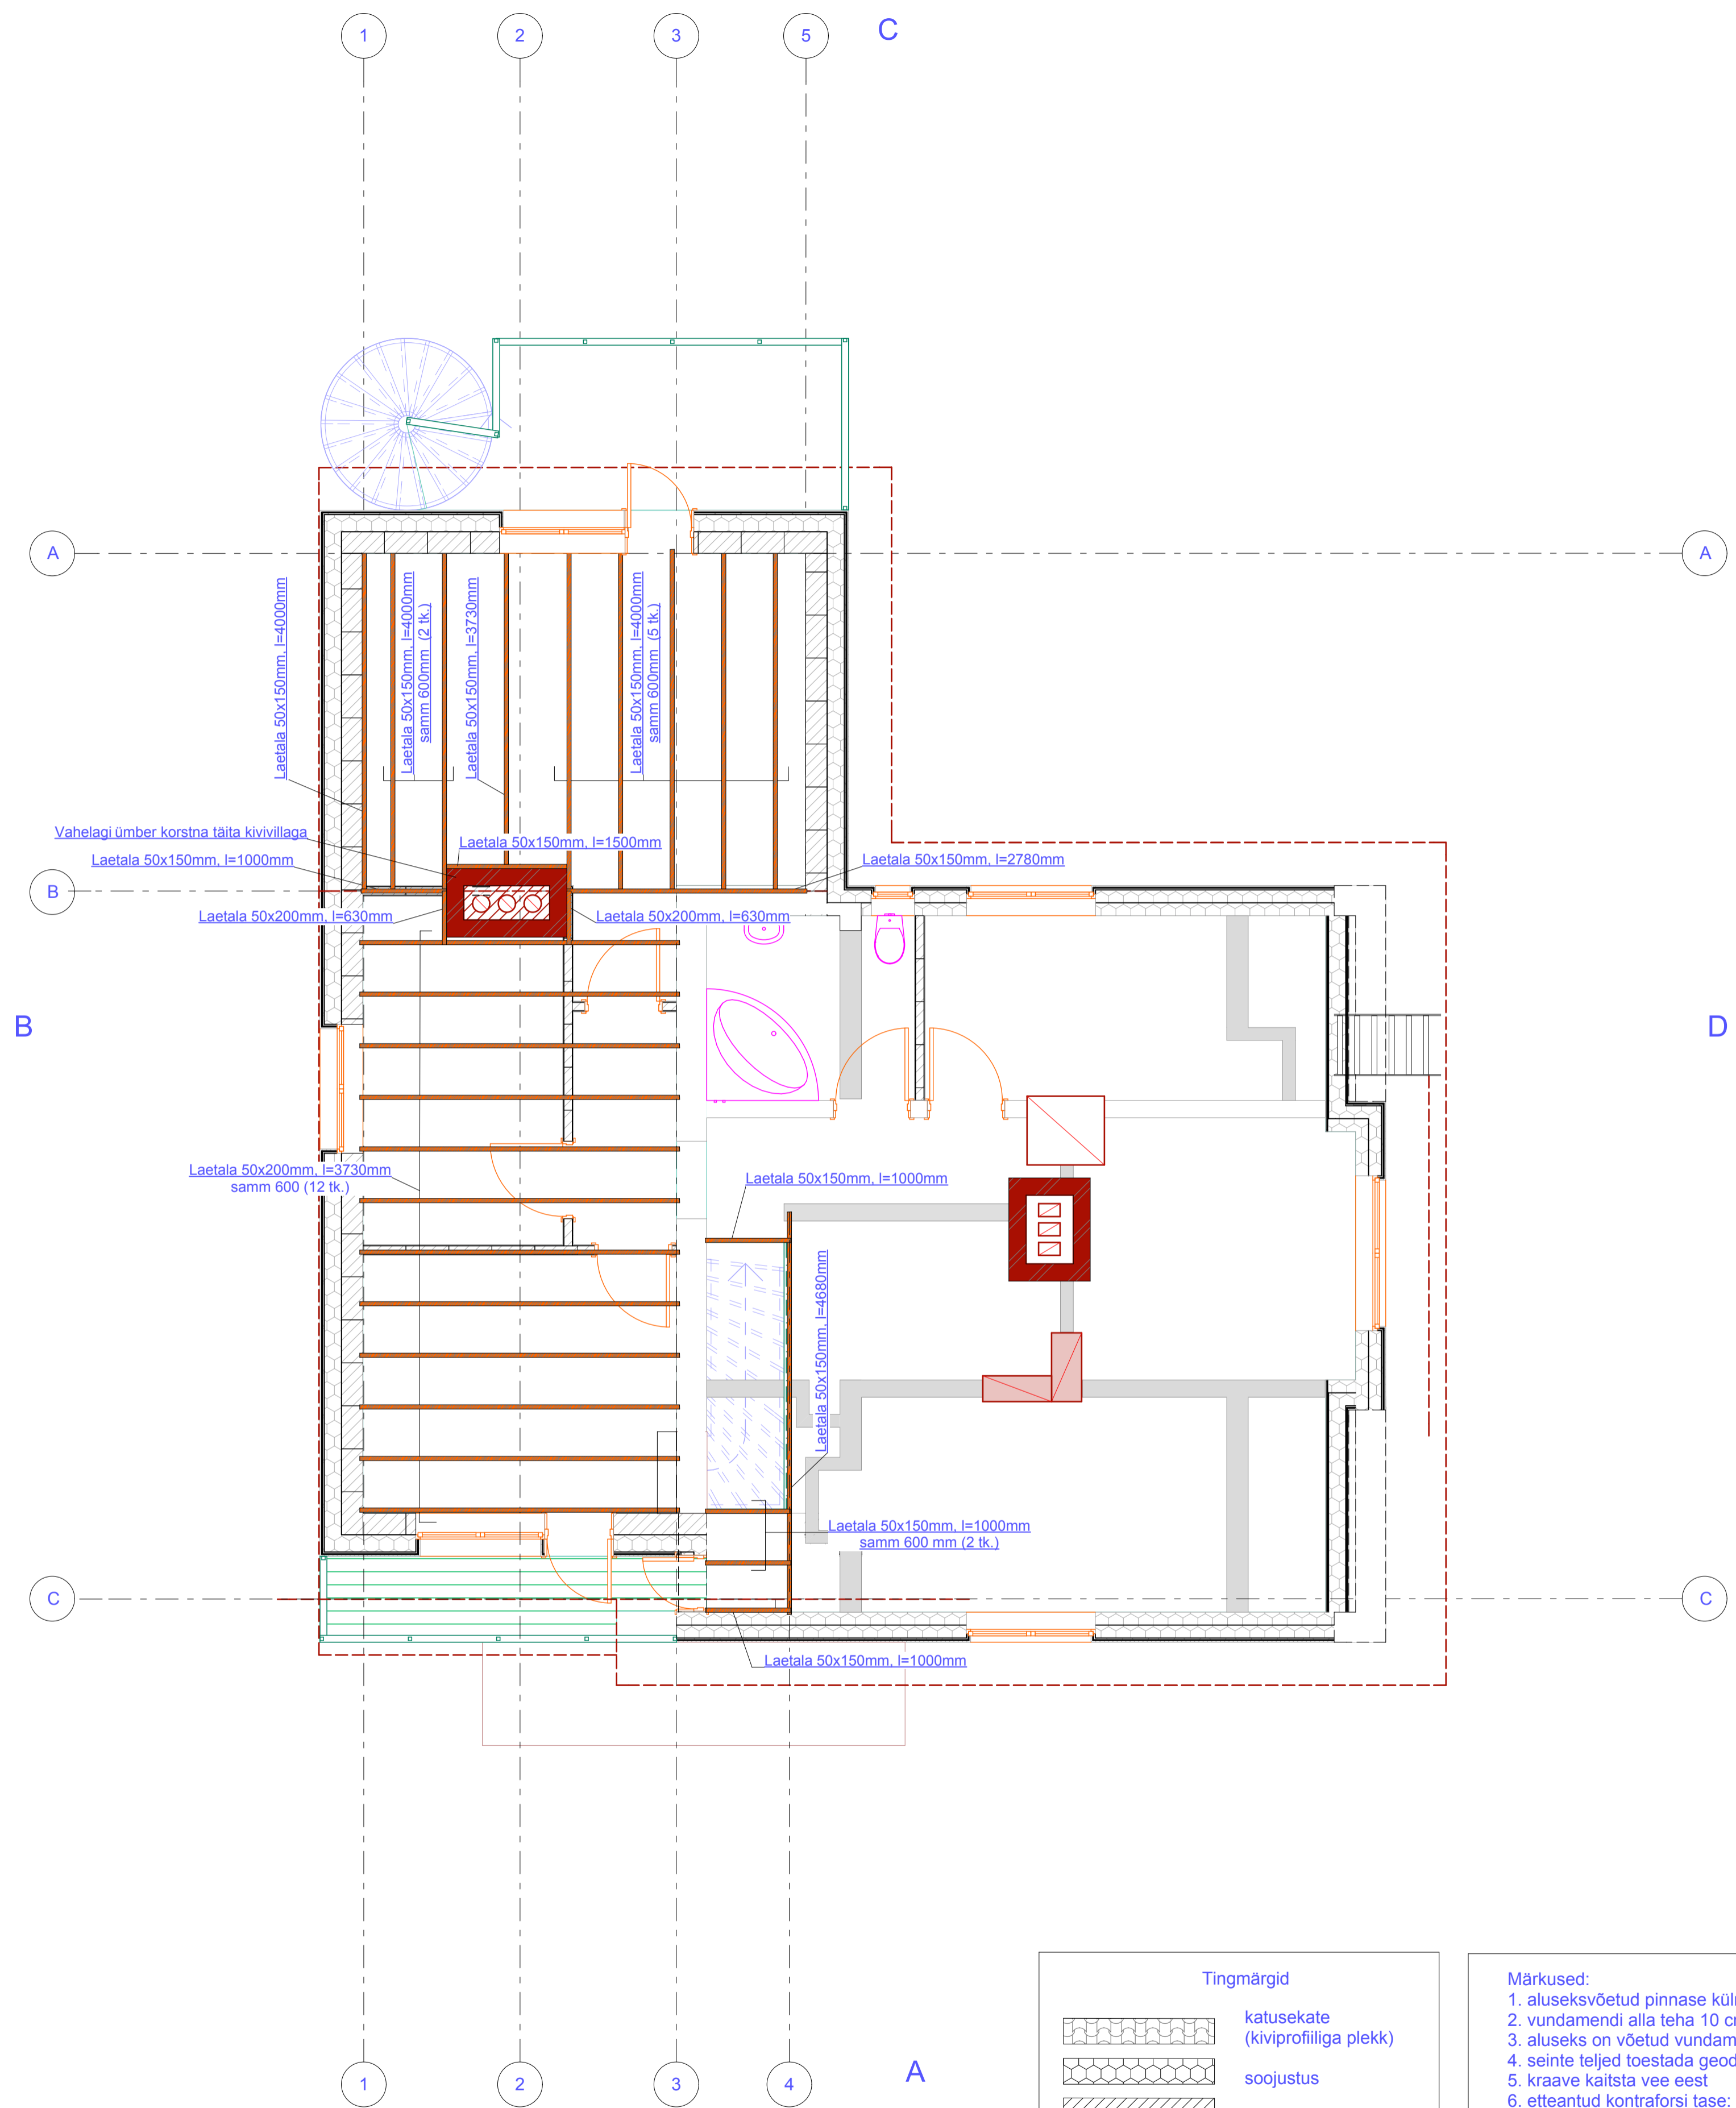 1
2
3
5
C
A
A
Laetala 50x150mm, l=4000mm
Laetala 50x150mm, l=4000mm
samm 600mm (2 tk.)
Laetala 50x150mm, l=3730mm
Laetala 50x150mm, l=4000mm
samm 600mm (5 tk.)
Vahelagi ümber korstna täita kivivillaga
Laetala 50x150mm, l=1500mm
Laetala 50x150mm, l=1000mm
Laetala 50x150mm, l=2780mm
B
Laetala 50x200mm, l=630mm
Laetala 50x200mm, l=630mm
B
D
Laetala 50x200mm, l=3730mm
samm 600 (12 tk.)
Laetala 50x150mm, l=1000mm
Laetala 50x150mm, l=4680mm
Laetala 50x150mm, l=1000mm
samm 600 mm (2 tk.)
C
C
Laetala 50x150mm, l=1000mm
1
2
3
4
A
Tingmärgid
katusekate
(kiviprofiiliga plekk)
soojustus
Märkused:
1. aluseksvõetud pinnase
2. vundamendi alla teha 10
3. aluseks on võetud
4. seinte teljed toestada
5. kraave kaitsta vee eest
6. etteantud kontraforsi tase: